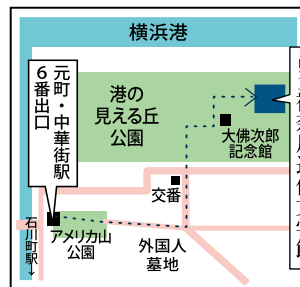 横浜港
元町・中華街駅
6番出口
港の
見える丘
公園
大佛次郎
記念館
交番
アメリカ山
公園
外国人
墓地
石川町駅→